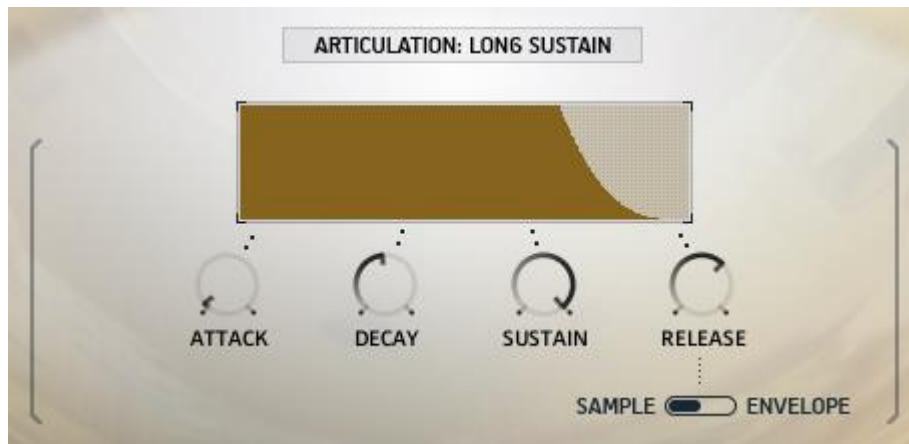 ARTICULATION: LONG SUSTAIN
ATTACK DECAY SUSTAIN RELEASE
SAMPLE ENVELOPE